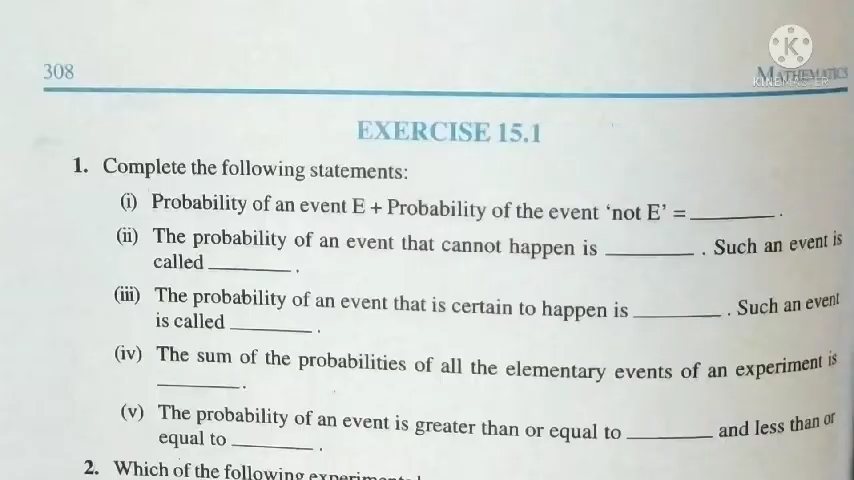 308
MATHEMATICS
KINEMASTER
EXERCISE 15.1
1. Complete the following statements:
(i) Probability of an event E + Probability of the event ‘not E’ = ________ .
(ii) The probability of an event that cannot happen is ________ . Such an event is
called ________ .
(iii) The probability of an event that is certain to happen is ________ . Such an event
is called ________ .
(iv) The sum of the probabilities of all the elementary events of an experiment is
________ .
(v) The probability of an event is greater than or equal to ________ and less than or
equal to ________ .
2. Which of the following